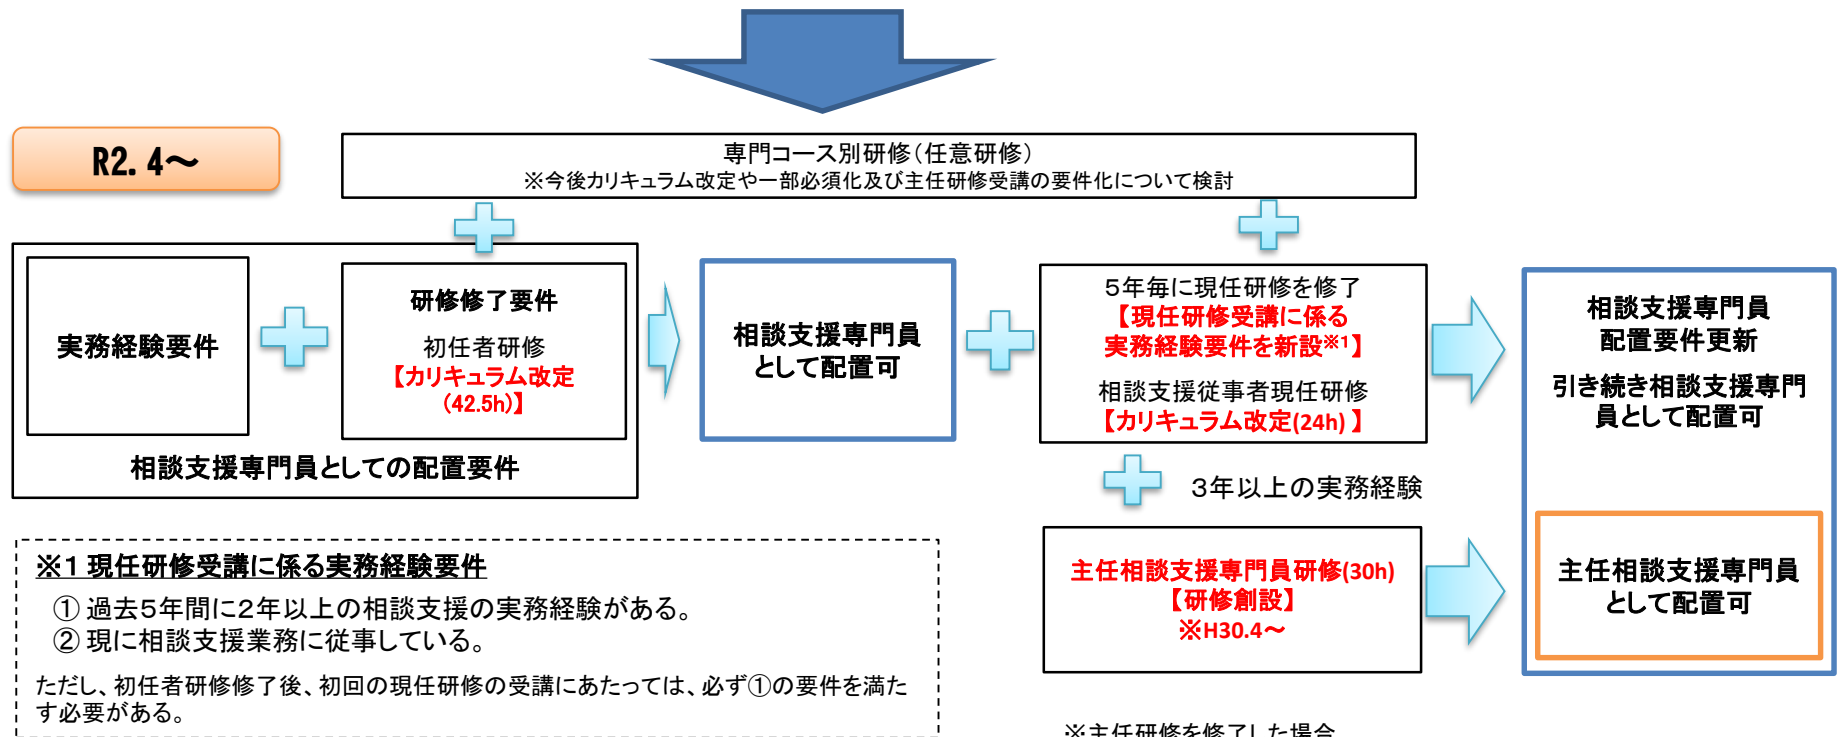 R2.4～
専門コース別研修（任意研修）
※今後カリキュラム改定や一部必須化及び主任研修受講の要件化について検討
実務経験要件
研修修了要件
初任者研修
【カリキュラム改定
(42.5h)】
相談支援専門員としての配置要件
相談支援専門員
として配置可
５年毎に現任研修を修了
【現任研修受講に係る
実務経験要件を新設※1】
相談支援従事者現任研修
【カリキュラム改定(24h) 】
３年以上の実務経験
主任相談支援専門員研修(30h)
【研修創設】
※H30.4～
相談支援専門員
配置要件更新
引き続き相談支援専門
員として配置可
主任相談支援専門員
として配置可
※１ 現任研修受講に係る実務経験要件
① 過去５年間に２年以上の相談支援の実務経験がある。
② 現に相談支援業務に従事している。
ただし、初任者研修修了後、初回の現任研修の受講にあたっては、必ず①の要件を満た
す必要がある。
※主任研修を修了した場合